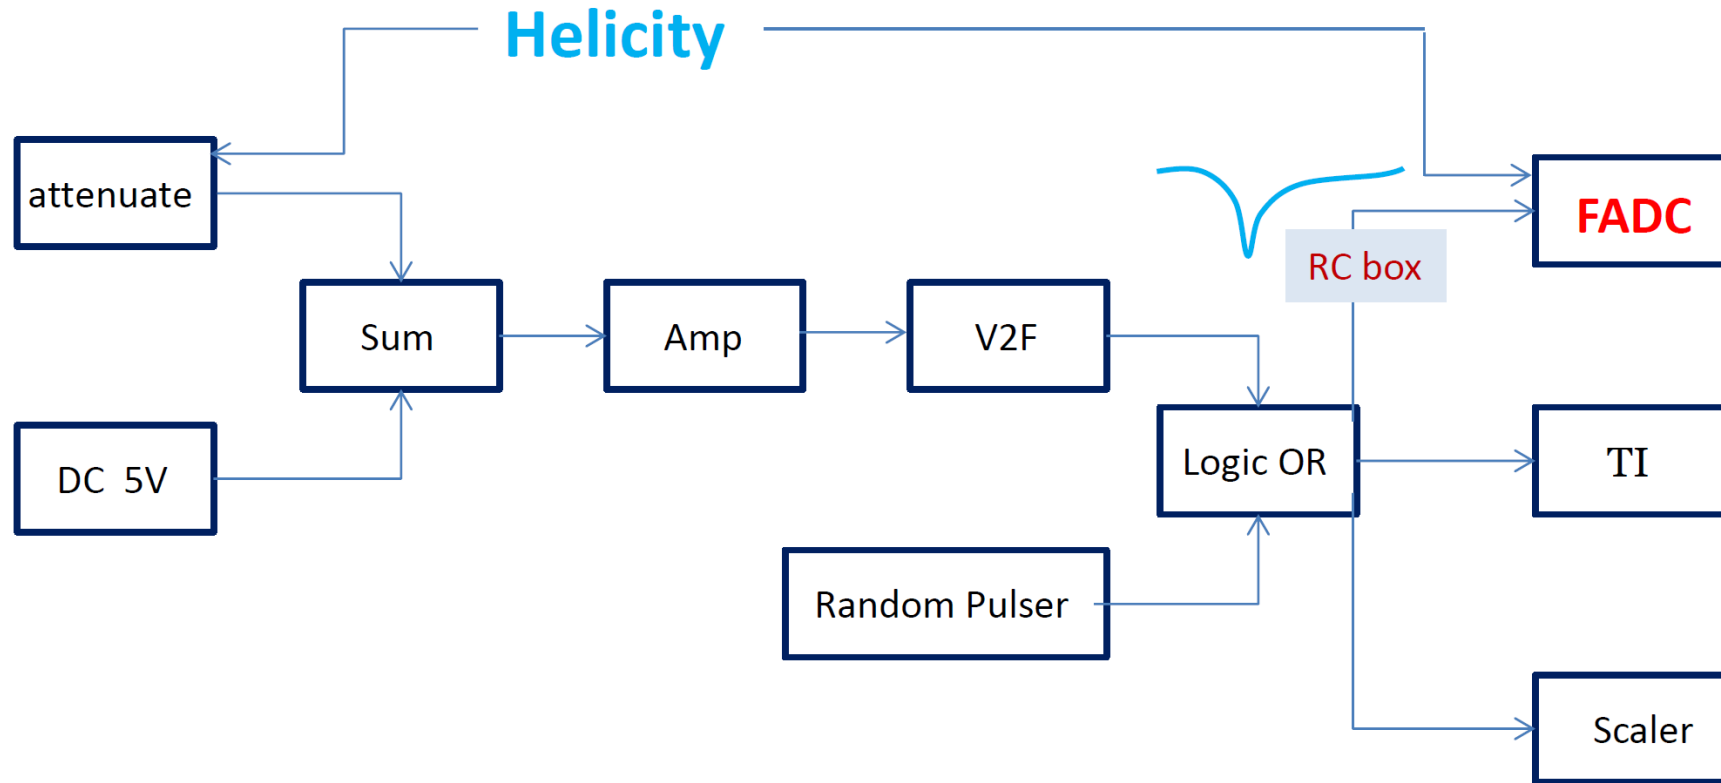 Helicity
attenuate
FADC
RC box
Sum
Amp
V2F
DC 5V
Logic OR
TI
Random Pulser
Scaler